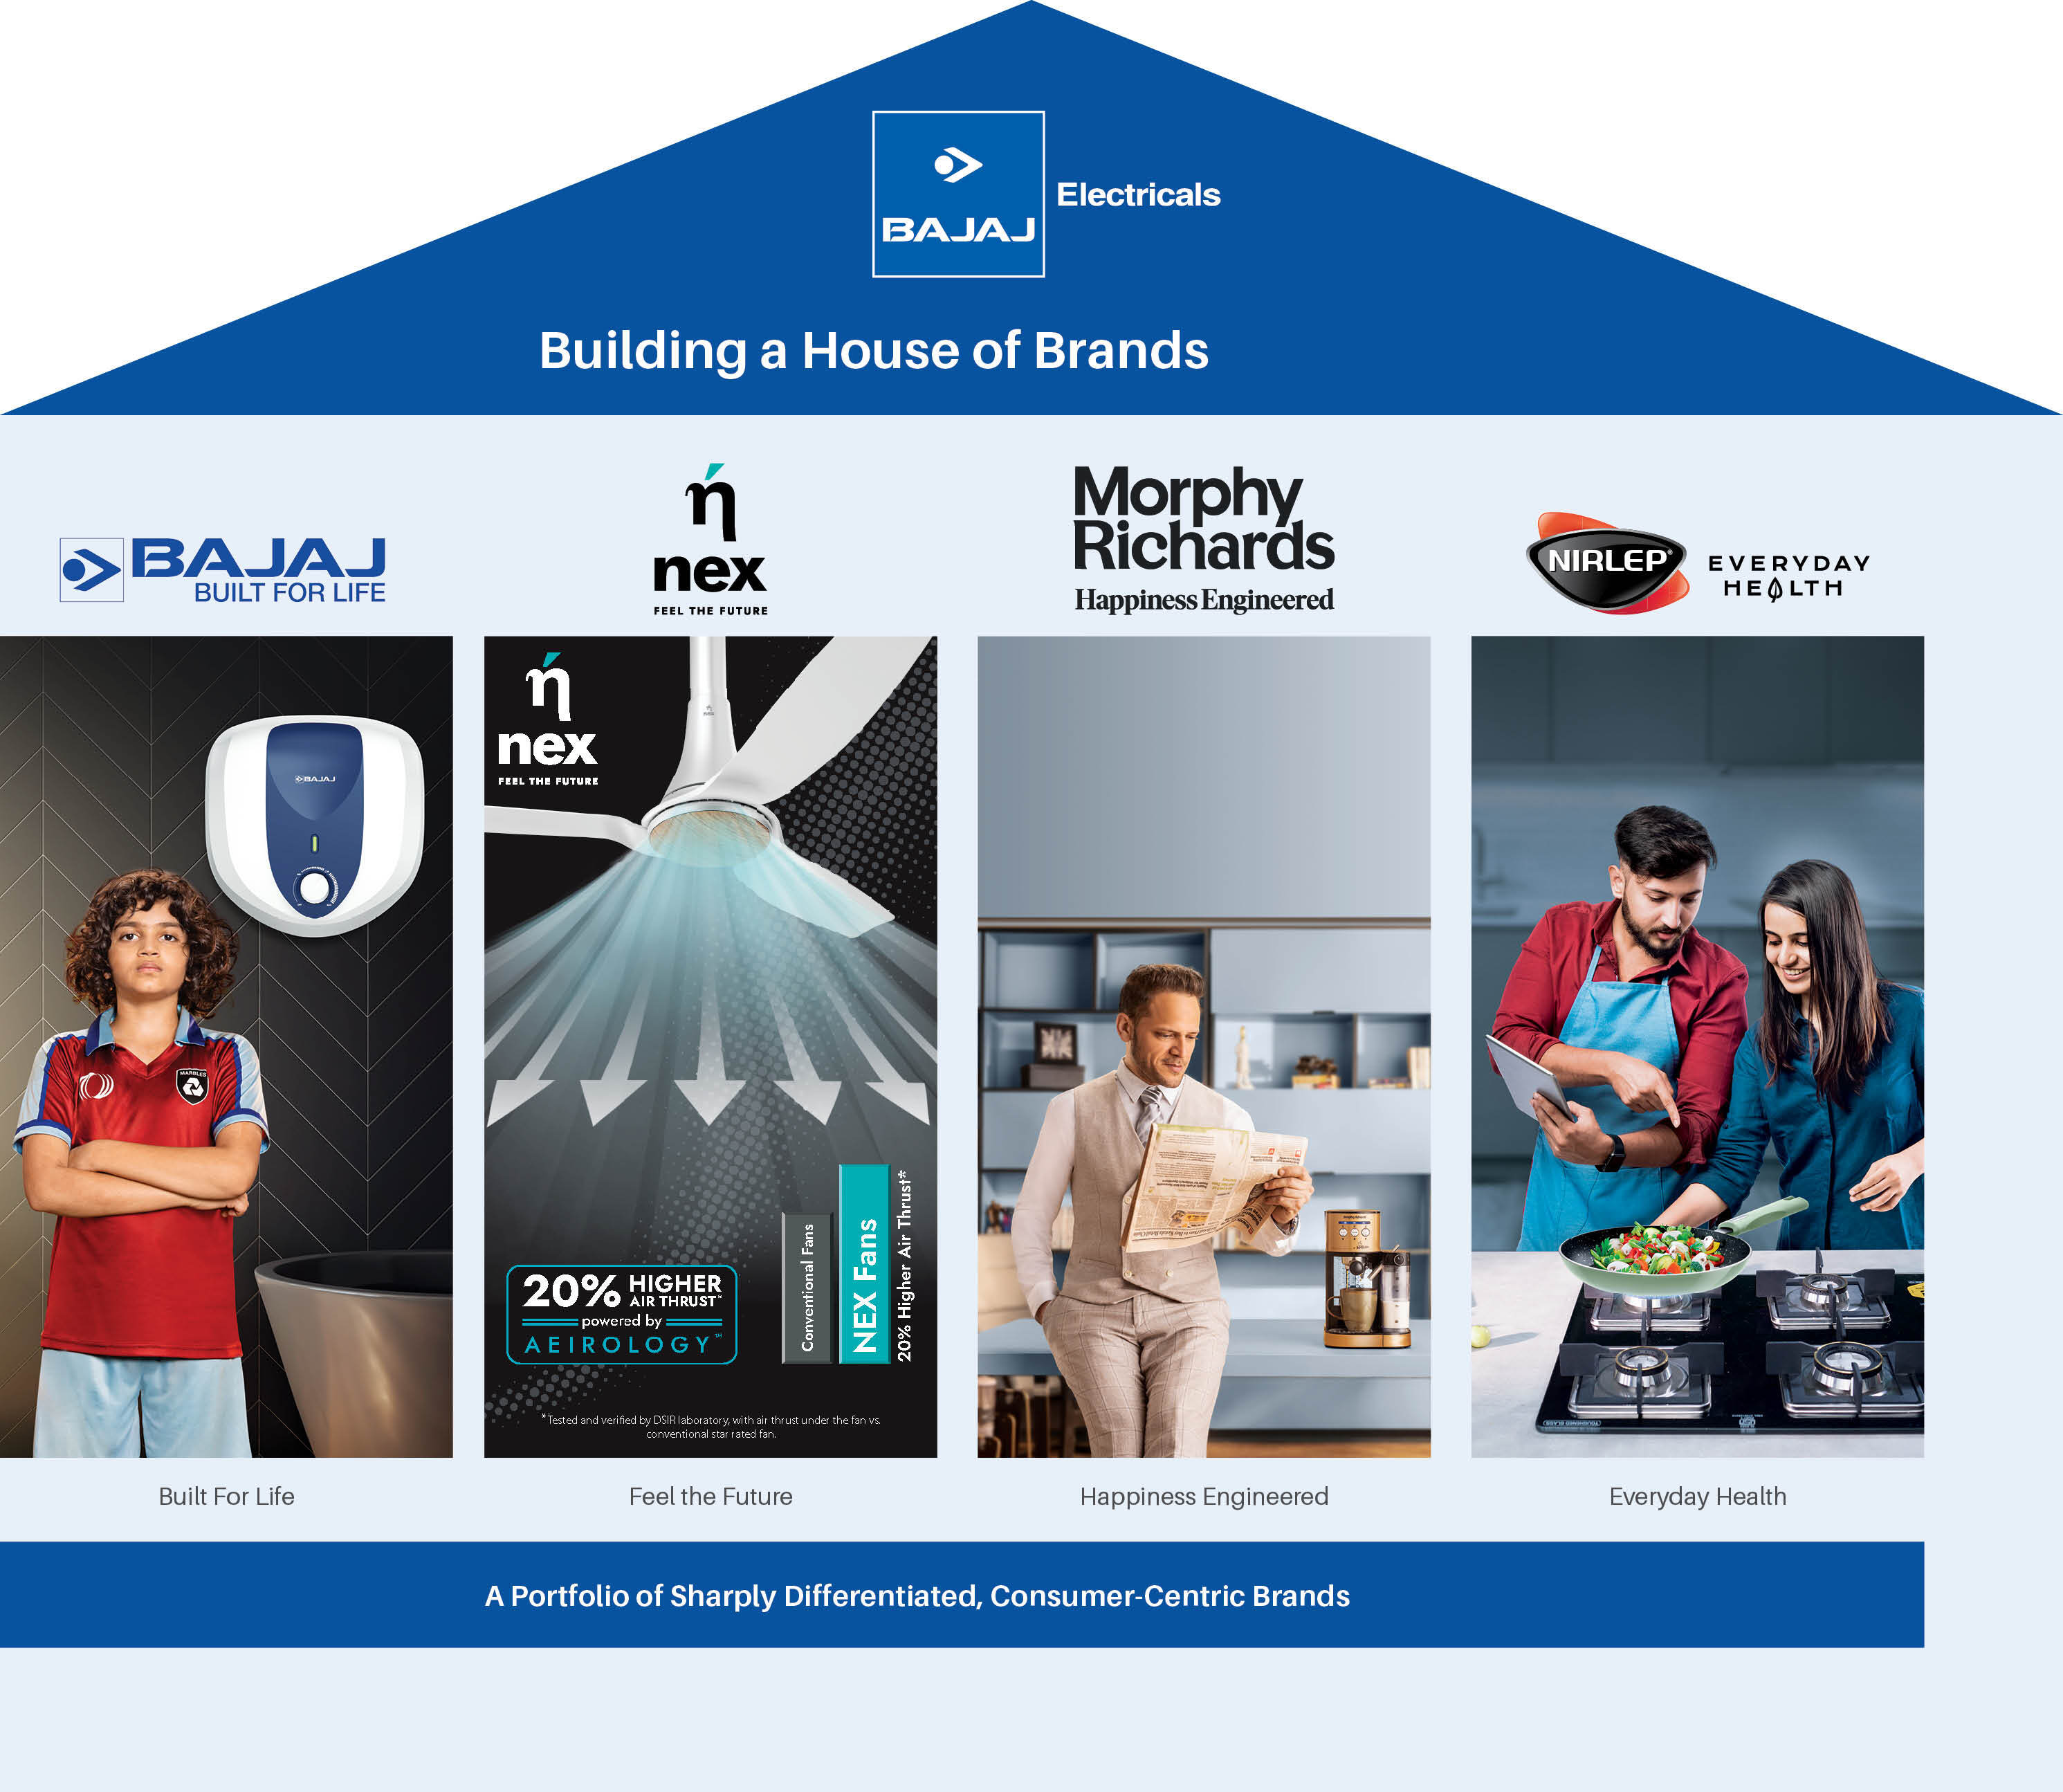 BAJAJ
Electricals
Building a House of Brands
BAJAJ
BUILT FOR LIFE
ή
nex
FEEL THE FUTURE
Morphy
Richards
Happiness Engineered
NIRLEP®
EVERYDAY
HEALTH
BAJAJ
MARBLES
ή
nex
FEEL THE FUTURE
20% HIGHER
AIR THRUST*
powered by
AEIROLOGY™
Conventional Fans
NEX Fans
20% Higher Air Thrust*
*Tested and verified by DSIR laboratory, with air thrust under the fan vs.
conventional star rated fan.
Built For Life
Feel the Future
Happiness Engineered
Everyday Health
A Portfolio of Sharply Differentiated, Consumer-Centric Brands